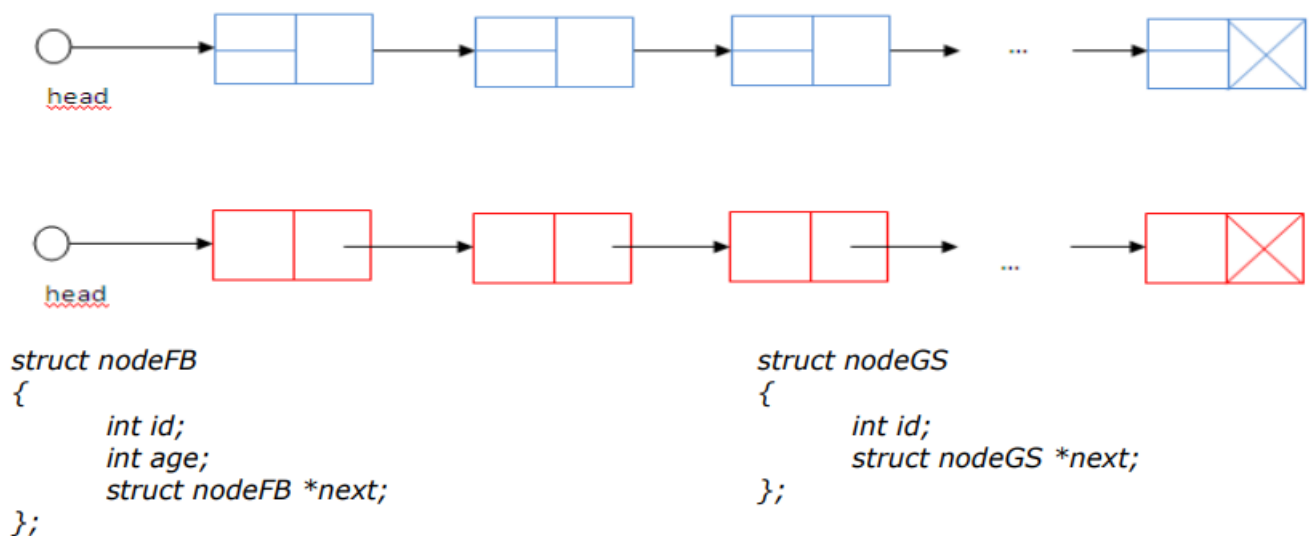 head
...
head
...
struct nodeFB
{
int id;
int age;
struct nodeFB *next;
};
struct nodeGS
{
int id;
struct nodeGS *next;
};